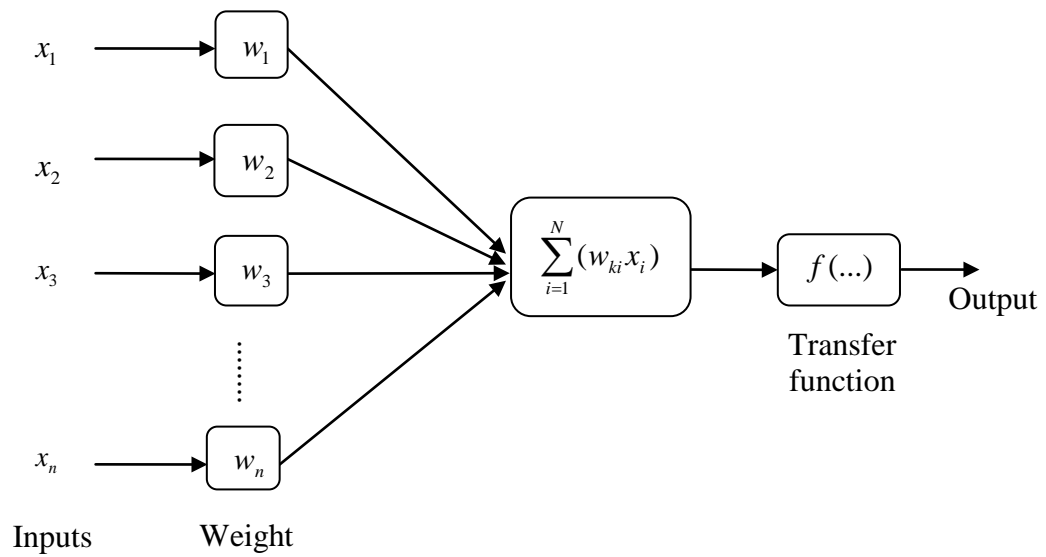 x₁ w₁
x₂ w₂
x₃ w₃
∑_{i=1}^{N}(w_{ki}x_i) f(...)
Output
Transfer
function
........
xₙ wₙ
Inputs Weight